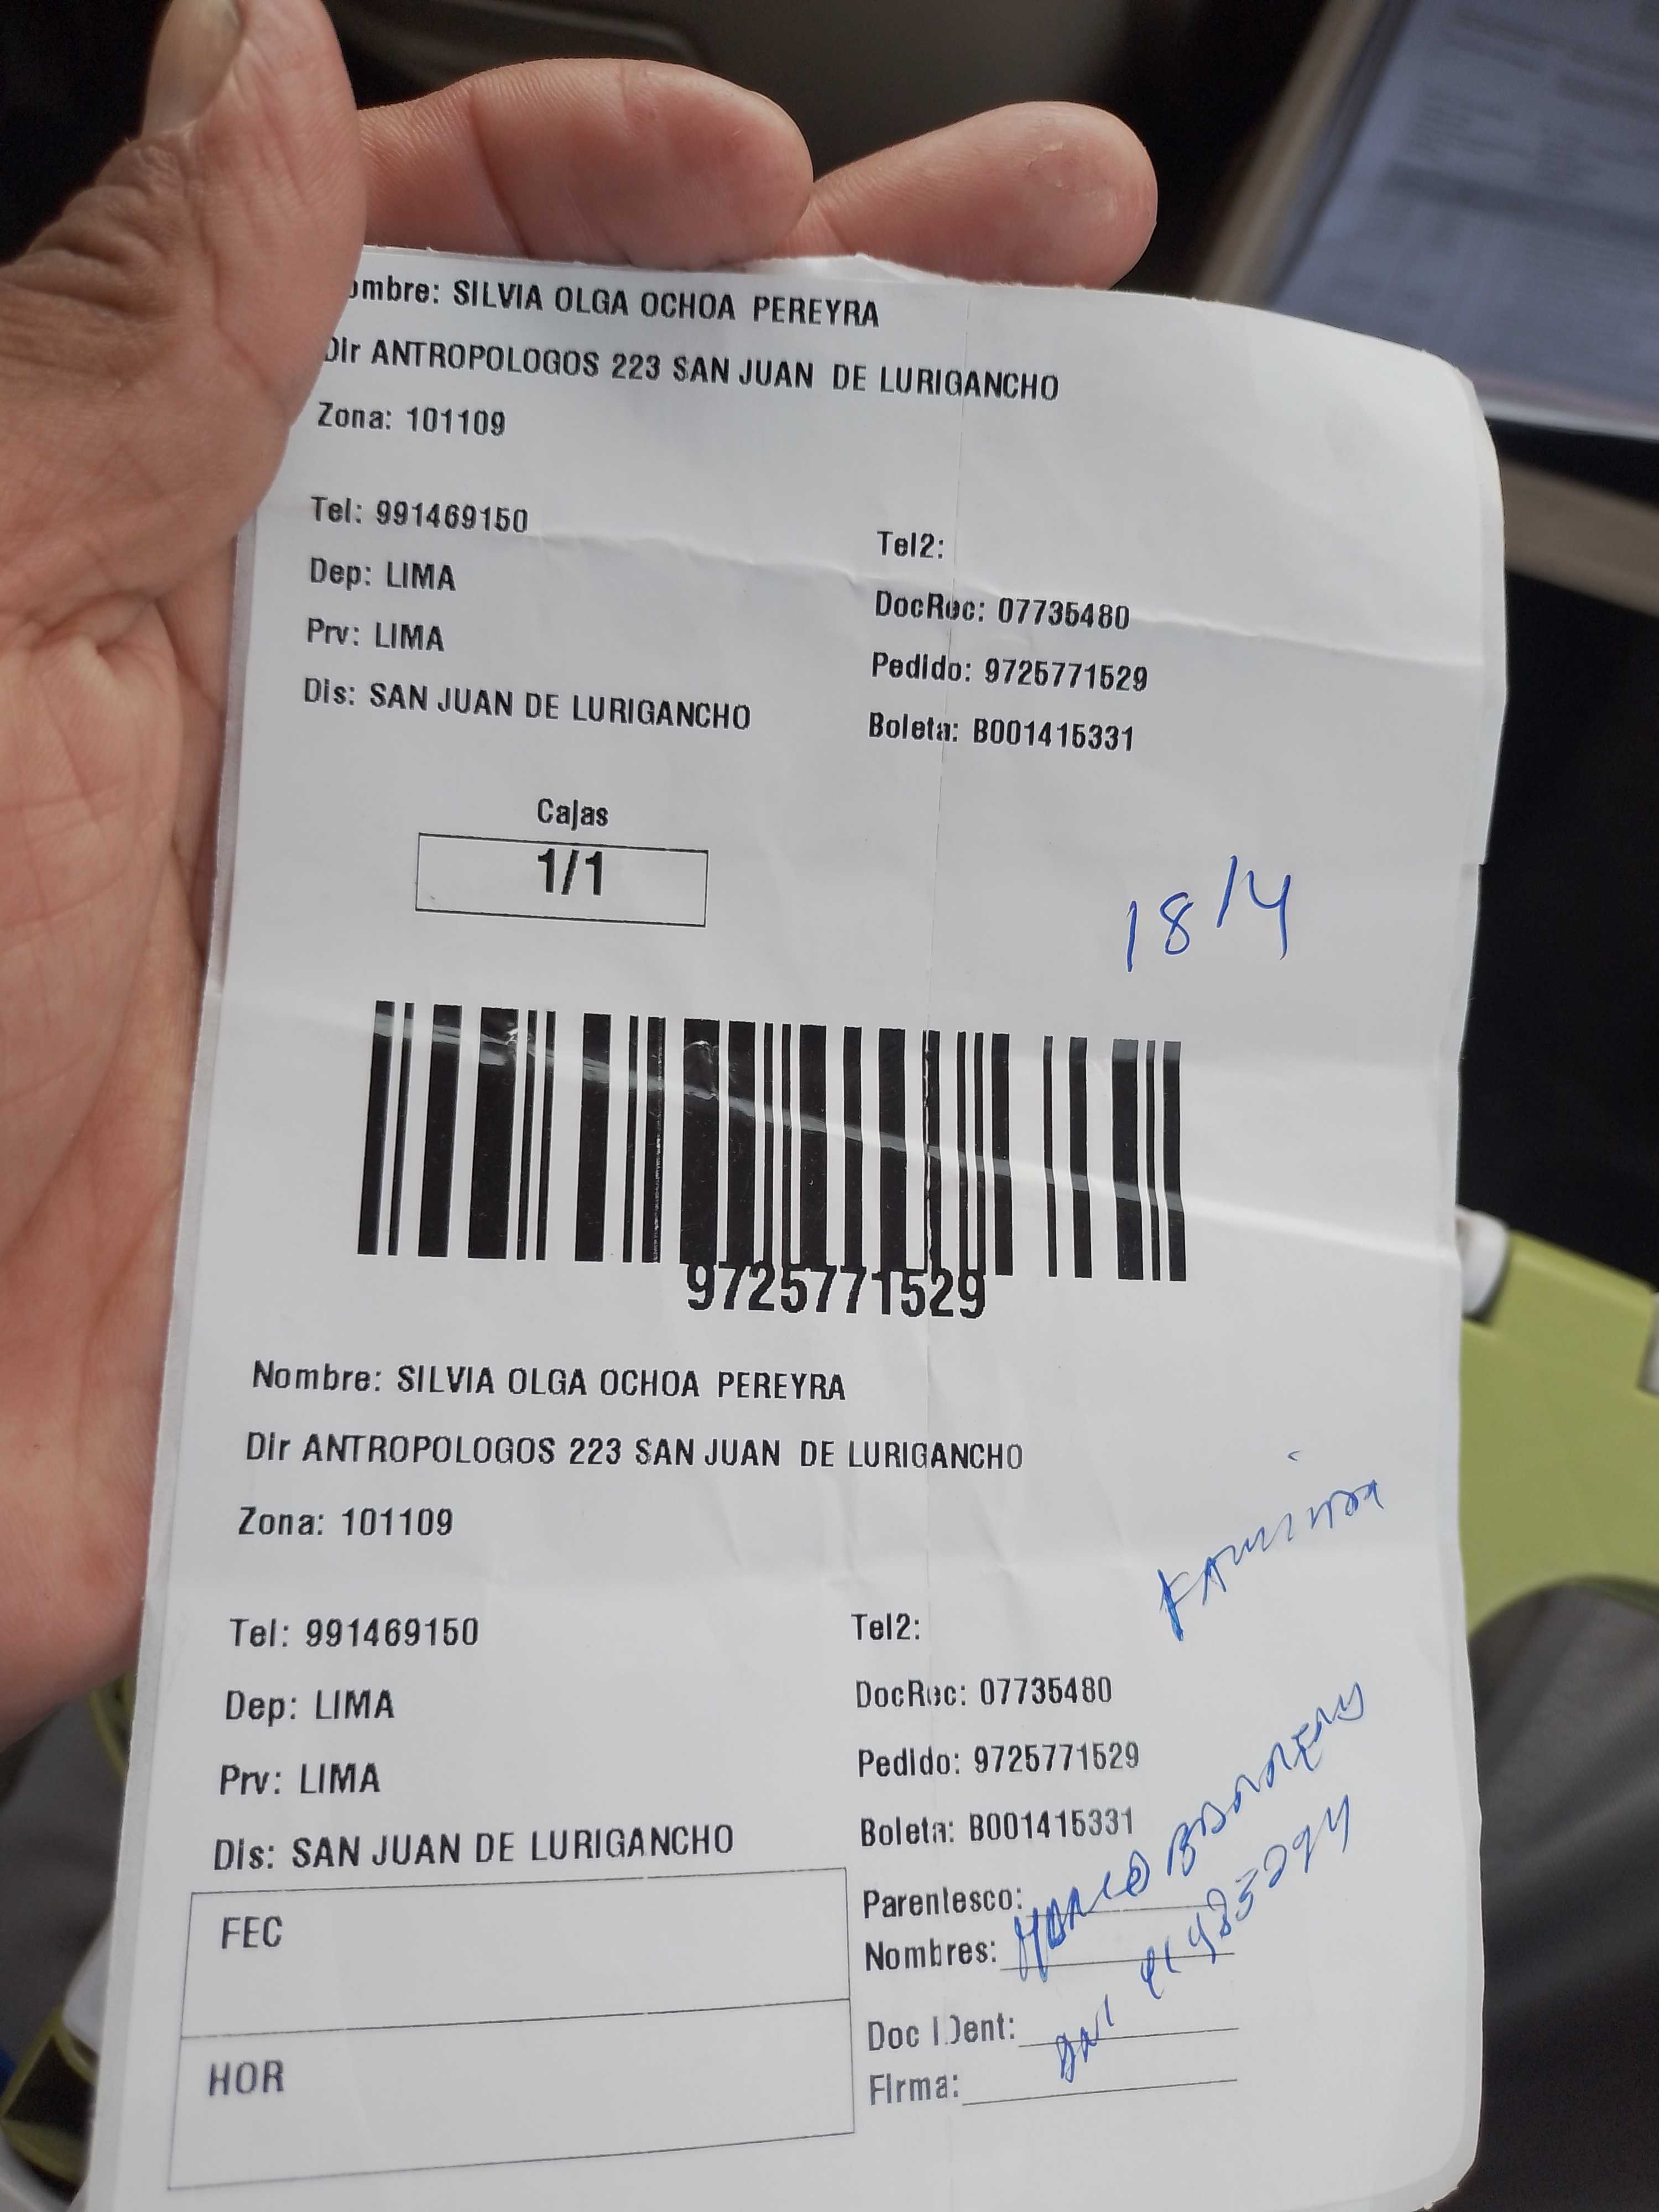 ombre: SILVIA OLGA OCHOA PEREYRA
Dir ANTROPOLOGOS 223 SAN JUAN DE LURIGANCHO
Zona: 101109
Tel: 991469150
Tel2:
Dep: LIMA
DocRec: 07735480
Prv: LIMA
Pedido: 9725771529
Dis: SAN JUAN DE LURIGANCHO
Boleta: B001415331
Cajas
1/1
18/4
9725771529
Nombre: SILVIA OLGA OCHOA PEREYRA
Dir ANTROPOLOGOS 223 SAN JUAN DE LURIGANCHO
Zona: 101109
Tel: 991469150
Tel2:
Dep: LIMA
DocRec: 07735480
Prv: LIMA
Pedido: 9725771529
Dis: SAN JUAN DE LURIGANCHO
Boleta: B001415331
FEC
Parentesco:
Nombres:
HOR
Doc IDent:
Firma: